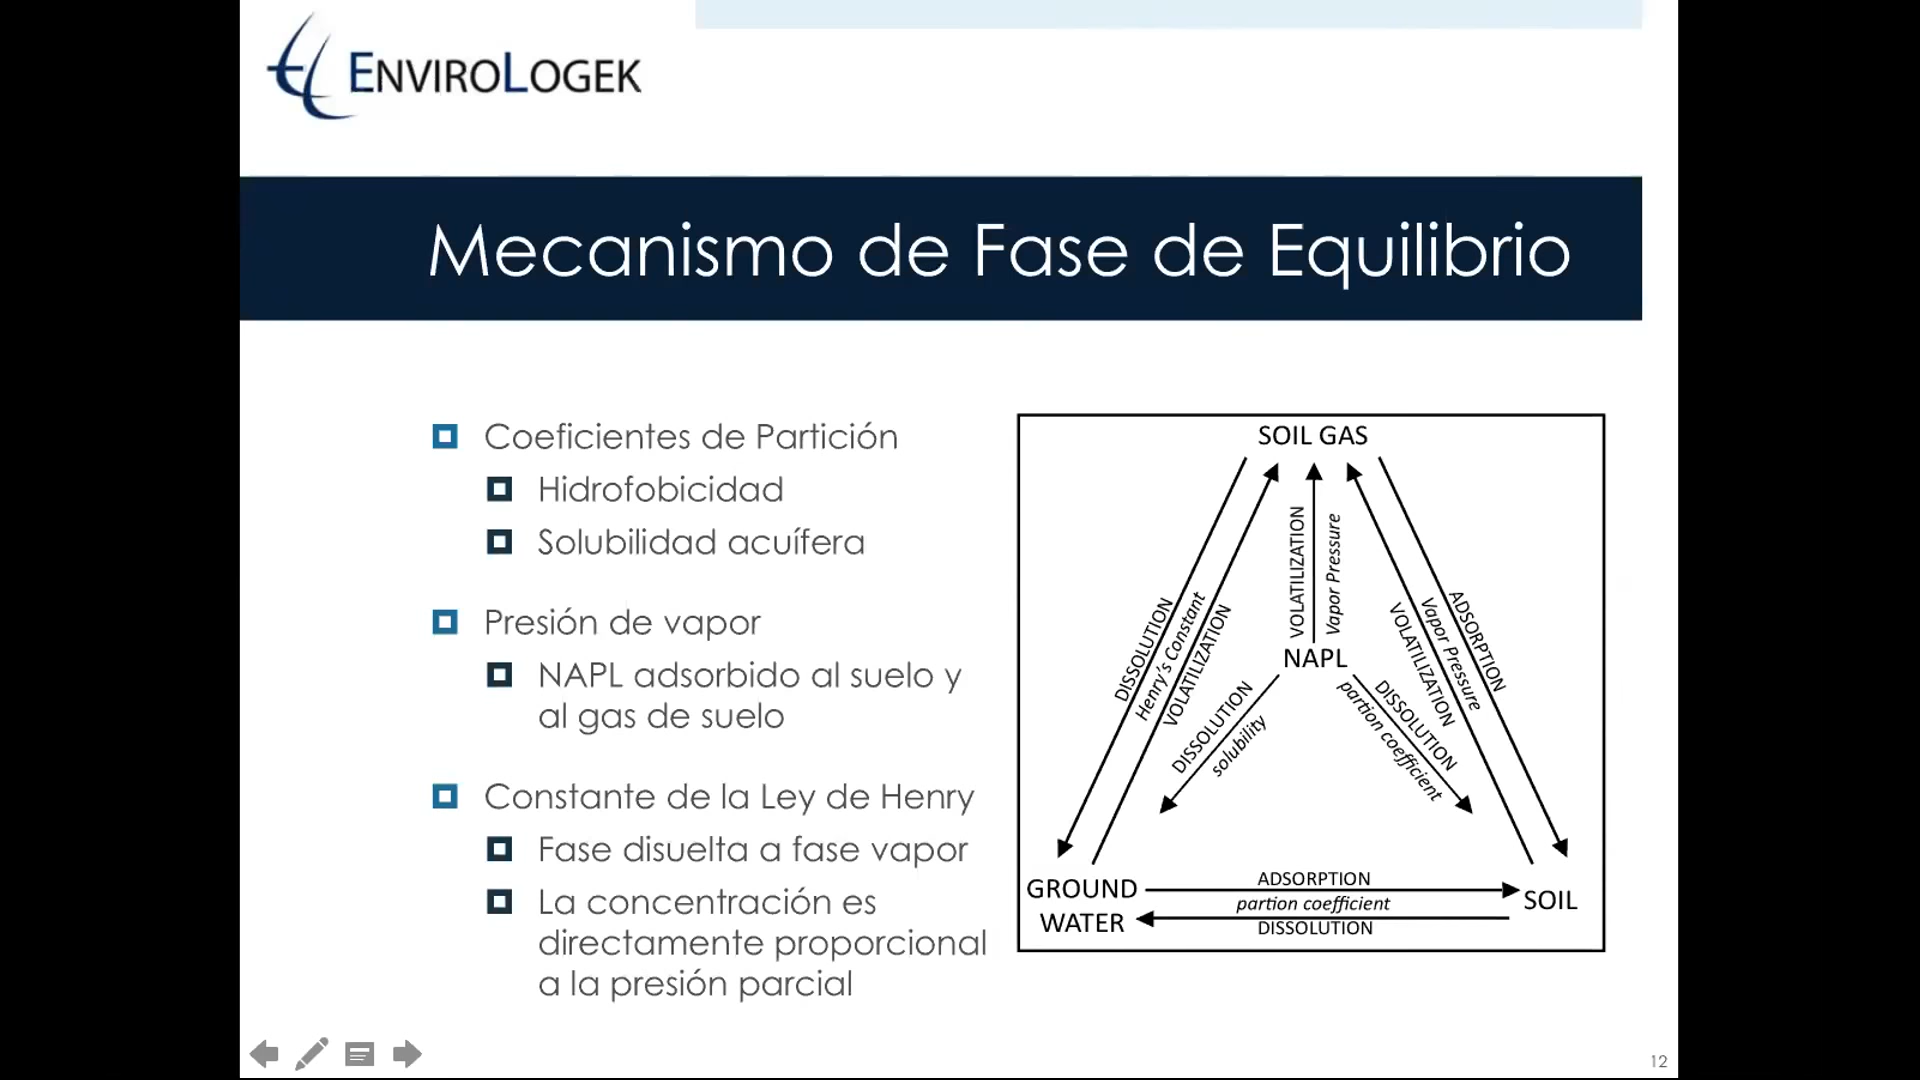 ENVIROLOGEK
Mecanismo de Fase de Equilibrio
Coeficientes de Partición
Hidrofobicidad
Solubilidad acuífera
Presión de vapor
NAPL adsorbido al suelo y
al gas de suelo
Constante de la Ley de Henry
Fase disuelta a fase vapor
La concentración es
directamente proporcional
a la presión parcial
SOIL GAS
DISSOLUTION
Henry's Constant
VOLATILIZATION
VOLATILIZATION
Vapor Pressure
VOLATILIZATION
Vapor Pressure
ADSORPTION
NAPL
DISSOLUTION
solubility
DISSOLUTION
partion coefficient
GROUND
WATER
ADSORPTION
partion coefficient
DISSOLUTION
SOIL
12